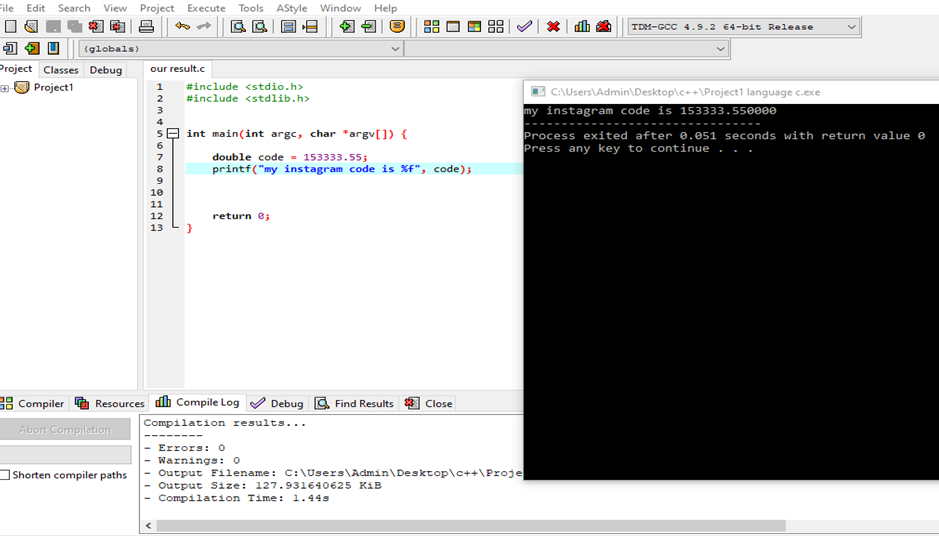 File Edit Search View Project Execute Tools AStyle Window Help
TDM-GCC 4.9.2 64-bit Release
(globals)
Project Classes Debug
Project1
our result.c
1 #include <stdio.h>
2 #include <stdlib.h>
3
4
5 int main(int argc, char *argv[]) {
6
7 double code = 153333.55;
8 printf("my instagram code is %f", code);
9
10
11
12 return 0;
13 }
C:\Users\Admin\Desktop\c++\Project1 language c.exe
my instagram code is 153333.550000
--------------------------------
Process exited after 0.051 seconds with return value 0
Press any key to continue . . .
Compiler Resources Compile Log Debug Find Results Close
Abort Compilation
Shorten compiler paths
Compilation results...
--------
- Errors: 0
- Warnings: 0
- Output Filename: C:\Users\Admin\Desktop\c++\Proje
- Output Size: 127.931640625 KiB
- Compilation Time: 1.44s